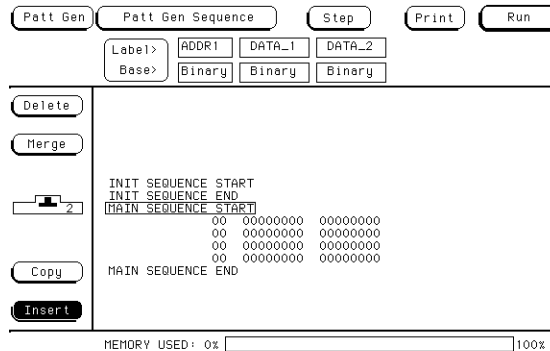 Patt Gen Patt Gen Sequence Step Print Run
Label> ADDR1 DATA_1 DATA_2
Base> Binary Binary Binary
Delete
Merge
INIT SEQUENCE START
INIT SEQUENCE END
MAIN SEQUENCE START
2
00 00000000 00000000
00 00000000 00000000
00 00000000 00000000
00 00000000 00000000
MAIN SEQUENCE END
Copy
Insert
MEMORY USED: 0% 100%